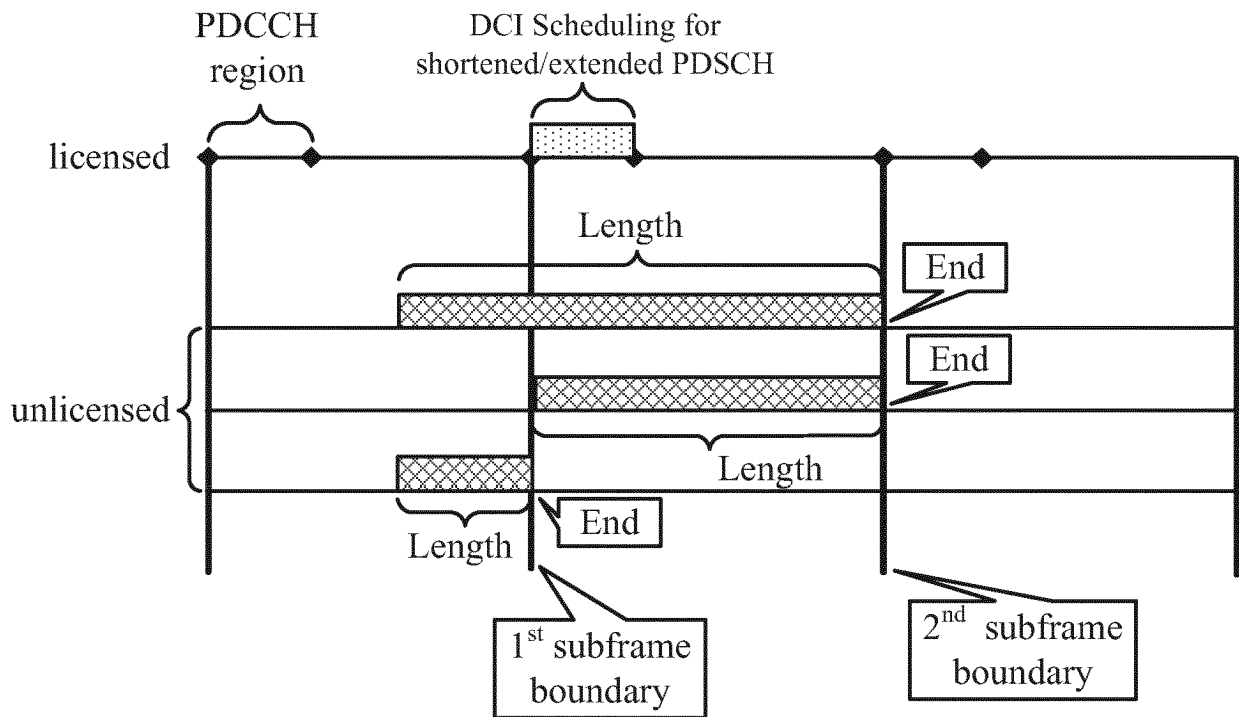 PDCCH
region
DCI Scheduling for
shortened/extended PDSCH
licensed
Length
End
End
unlicensed
Length
End
Length
1st subframe
boundary
2nd subframe
boundary